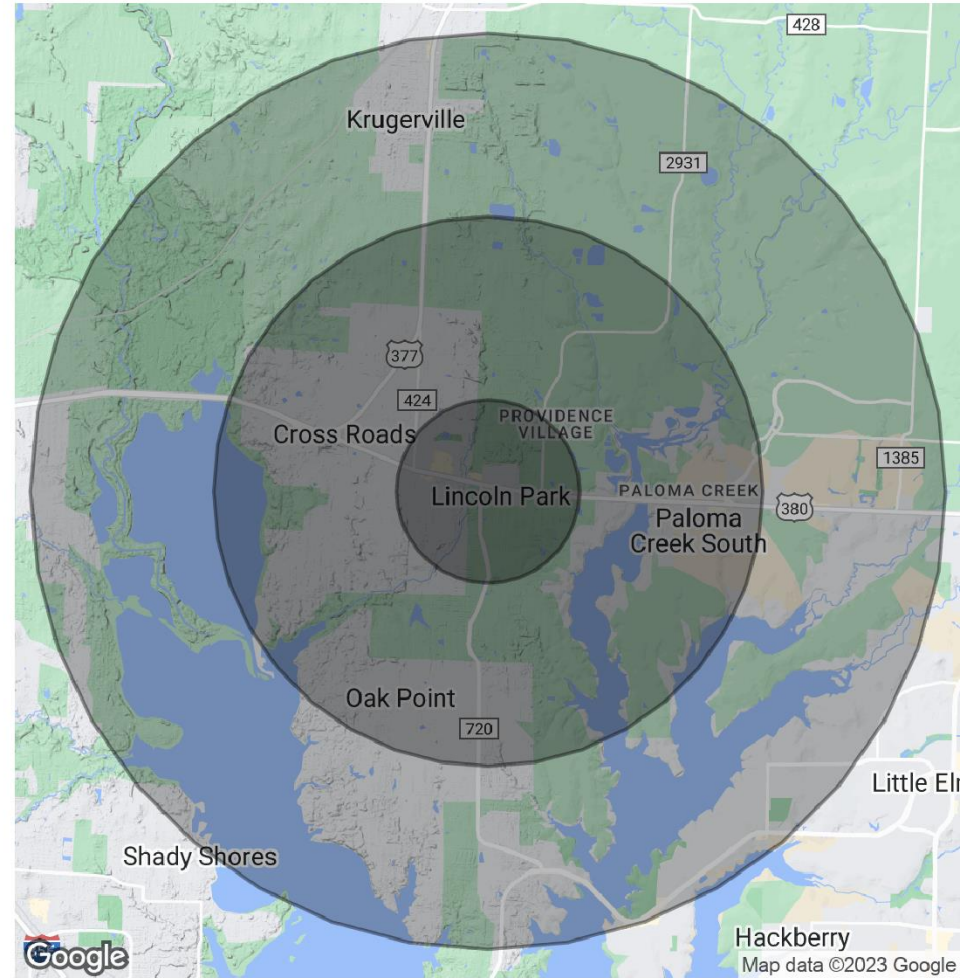 428
Krugerville
2931
377
424
PROVIDENCE
VILLAGE
Cross Roads
1385
Lincoln Park
PALOMA CREEK
380
Paloma
Creek South
Oak Point
720
Little El
Shady Shores
Hackberry
Google
Map data ©2023 Google